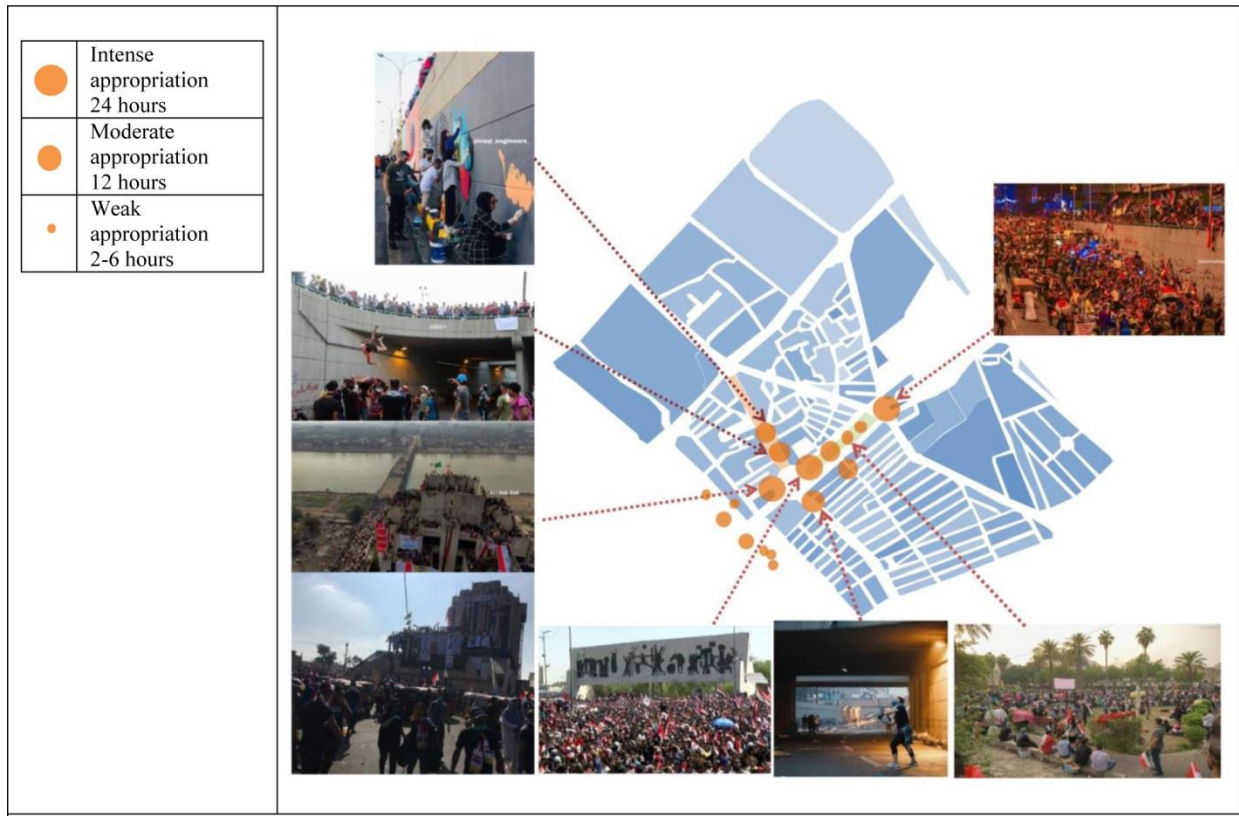 Intense
appropriation
24 hours
Moderate
appropriation
12 hours
Weak
appropriation
2-6 hours